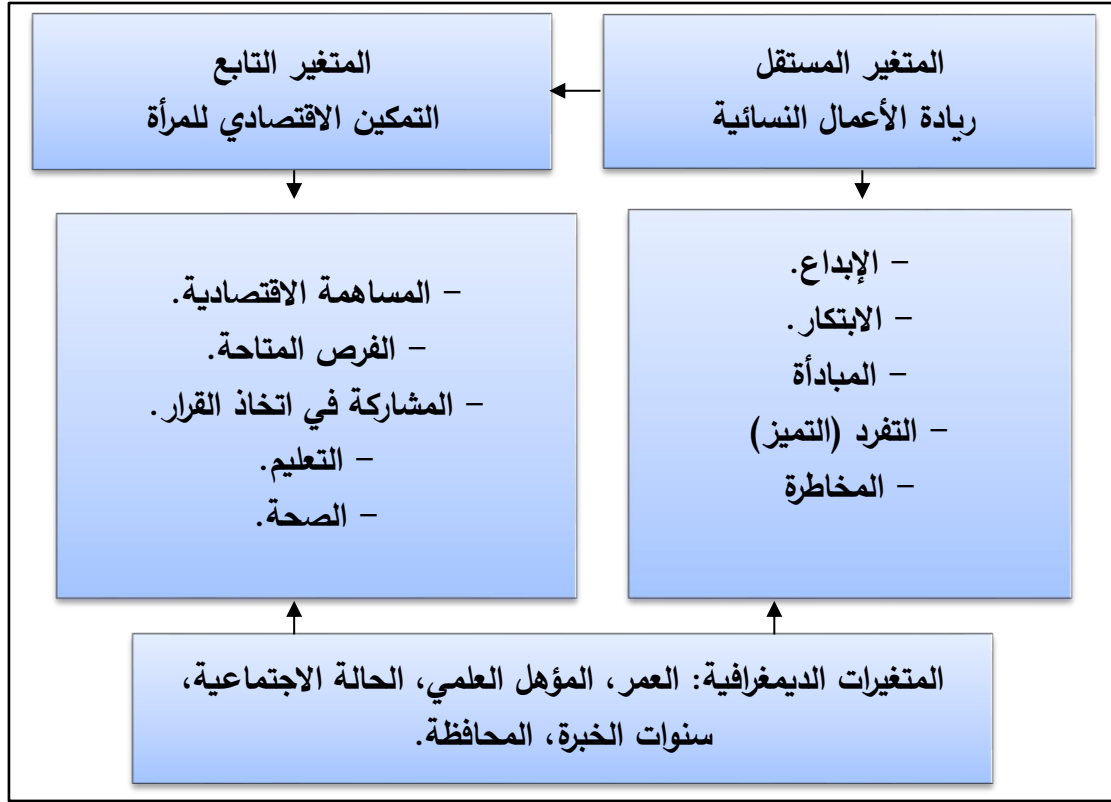 المتغير المستقل
ريادة الأعمال النسائية
المتغير التابع
التمكين الاقتصادي للمرأة
– الإبداع.
– الابتكار.
– المبادأة
– التفرد (التميز)
– المخاطرة
– المساهمة الاقتصادية.
– الفرص المتاحة.
– المشاركة في اتخاذ القرار.
– التعليم.
– الصحة.
المتغيرات الديمغرافية: العمر، المؤهل العلمي، الحالة الاجتماعية،
سنوات الخبرة، المحافظة.